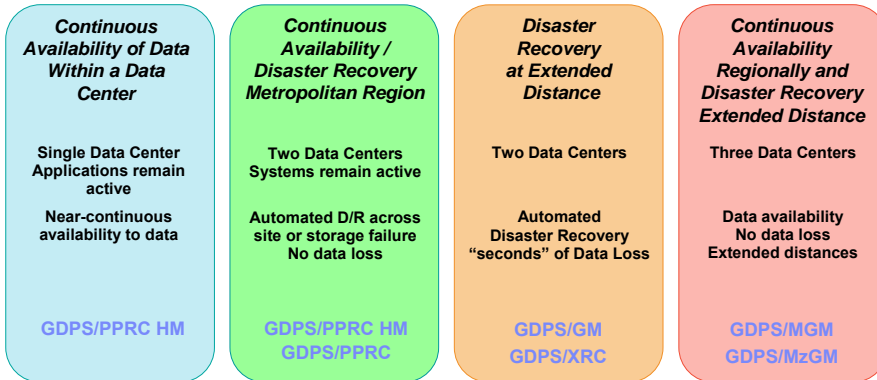 Continuous
Availability of Data
Within a Data
Center
Single Data Center
Applications remain
active
Near-continuous
availability to data
GDPS/PPRC HM
Continuous
Availability /
Disaster Recovery
Metropolitan Region
Two Data Centers
Systems remain active
Automated D/R across
site or storage failure
No data loss
GDPS/PPRC HM
GDPS/PPRC
Disaster
Recovery
at Extended
Distance
Two Data Centers
Automated
Disaster Recovery
“seconds” of Data Loss
GDPS/GM
GDPS/XRC
Continuous
Availability
Regionally and
Disaster Recovery
Extended Distance
Three Data Centers
Data availability
No data loss
Extended distances
GDPS/MGM
GDPS/MzGM